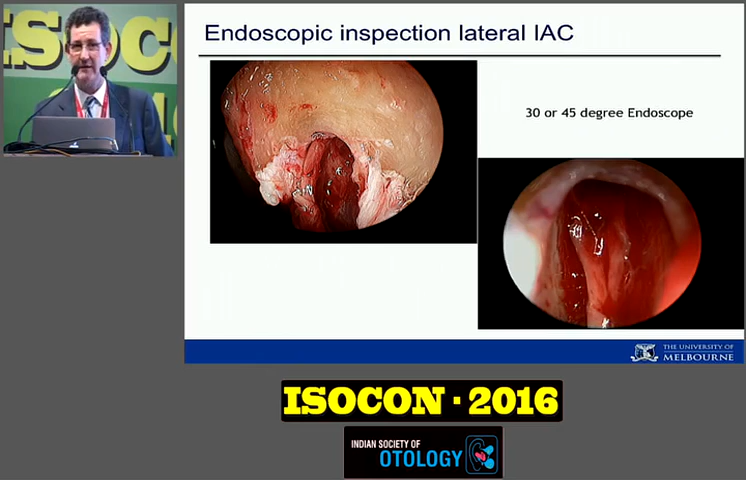 ISOCON
Endoscopic inspection lateral IAC
30 or 45 degree Endoscope
THE UNIVERSITY OF
MELBOURNE
ISOCON · 2016
INDIAN SOCIETY OF
OTOLOGY